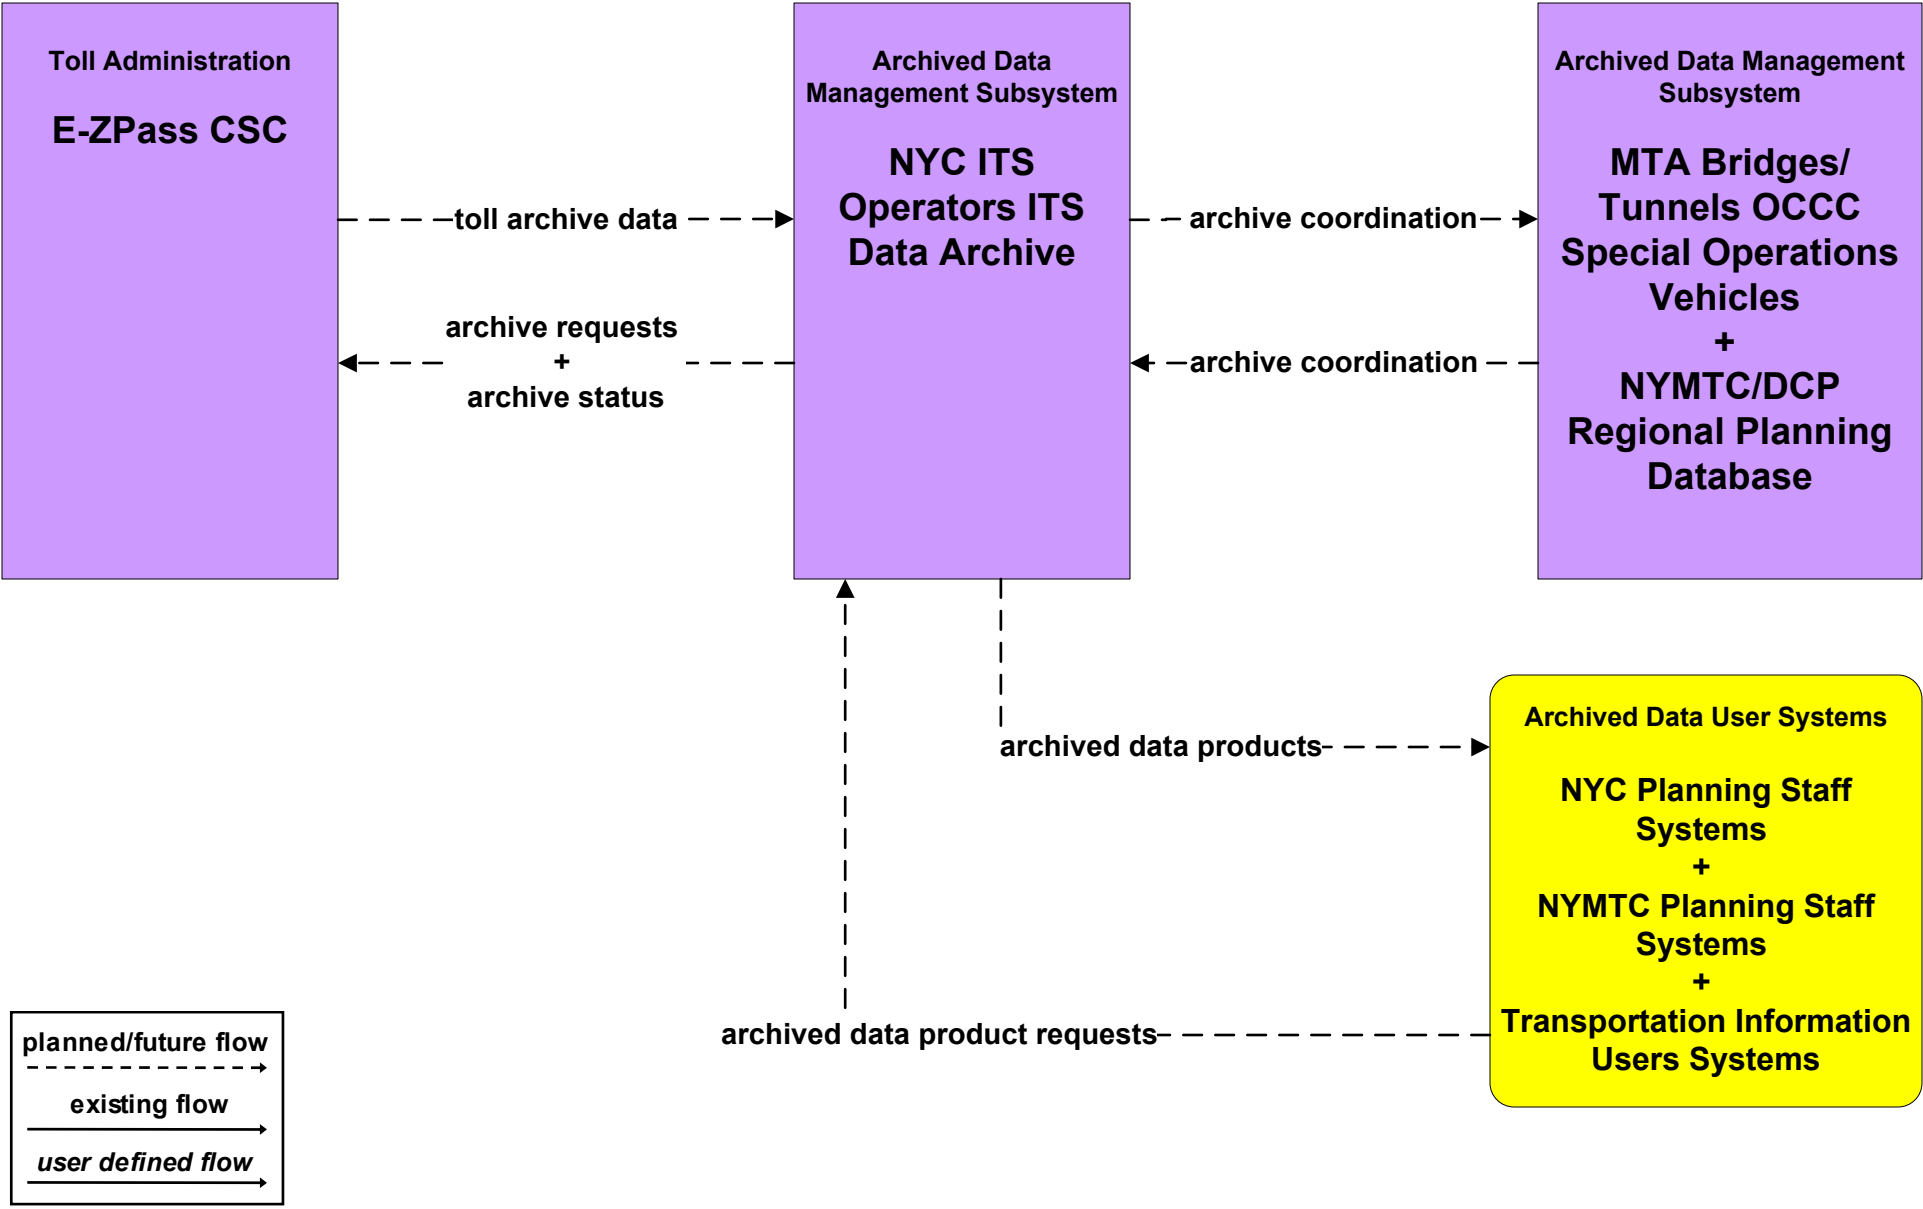 Toll Administration
E-ZPass CSC
Archived Data
Management Subsystem
NYC ITS
Operators ITS
Data Archive
Archived Data Management
Subsystem
MTA Bridges/
Tunnels OCCC
Special Operations
Vehicles
+
NYMTC/DCP
Regional Planning
Database
toll archive data
archive coordination
archive requests
+
archive status
archive coordination
archived data products
Archived Data User Systems
NYC Planning Staff
Systems
+
NYMTC Planning Staff
Systems
+
Transportation Information
Users Systems
archived data product requests
planned/future flow
existing flow
user defined flow